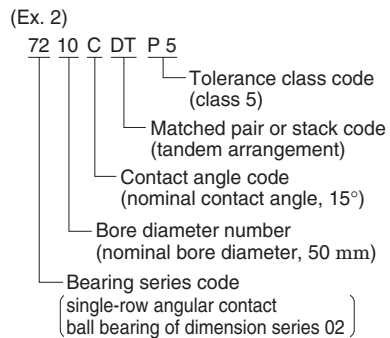 (Ex. 2)
72 10 C DT P 5
Tolerance class code
(class 5)
Matched pair or stack code
(tandem arrangement)
Contact angle code
(nominal contact angle, 15°)
Bore diameter number
(nominal bore diameter, 50 mm)
Bearing series code
(single-row angular contact
ball bearing of dimension series 02)